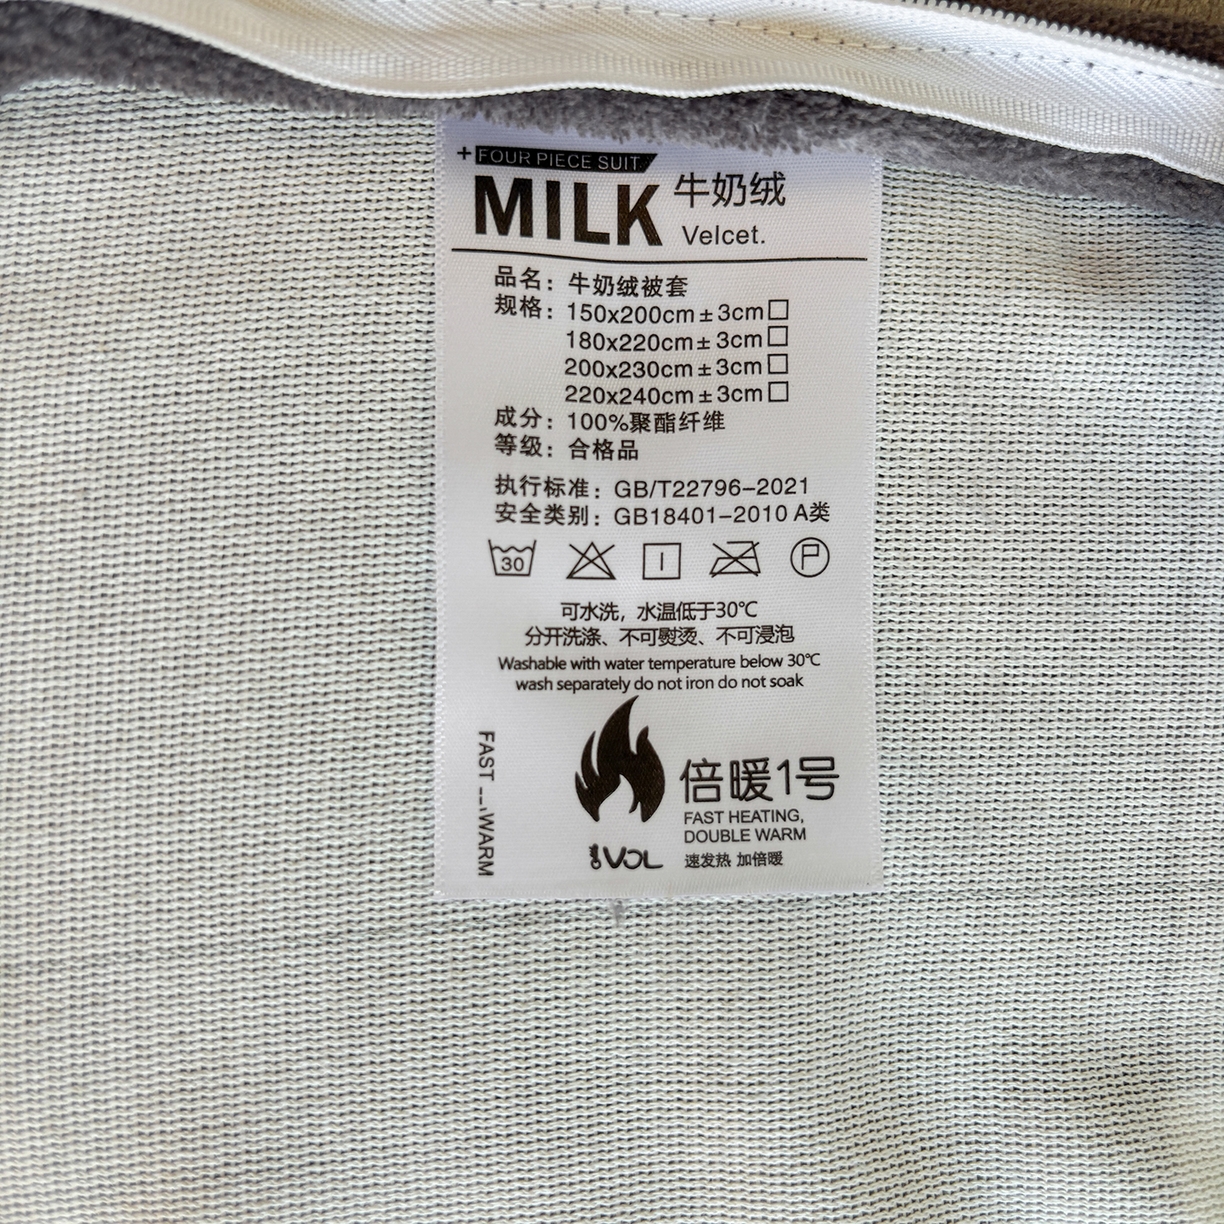 + FOUR PIECE SUIT
MILK 牛奶绒
Velcet.
品名：牛奶绒被套
规格：150x200cm±3cm□
180x220cm±3cm□
200x230cm±3cm□
220x240cm±3cm□
成分：100%聚酯纤维
等级：合格品
执行标准：GB/T22796-2021
安全类别：GB18401-2010 A类
30 P
可水洗，水温低于30℃
分开洗涤、不可熨烫、不可浸泡
Washable with water temperature below 30℃
wash separately do not iron do not soak
FAST WARM
倍暖1号
FAST HEATING,
DOUBLE WARM
速发热 加倍暖